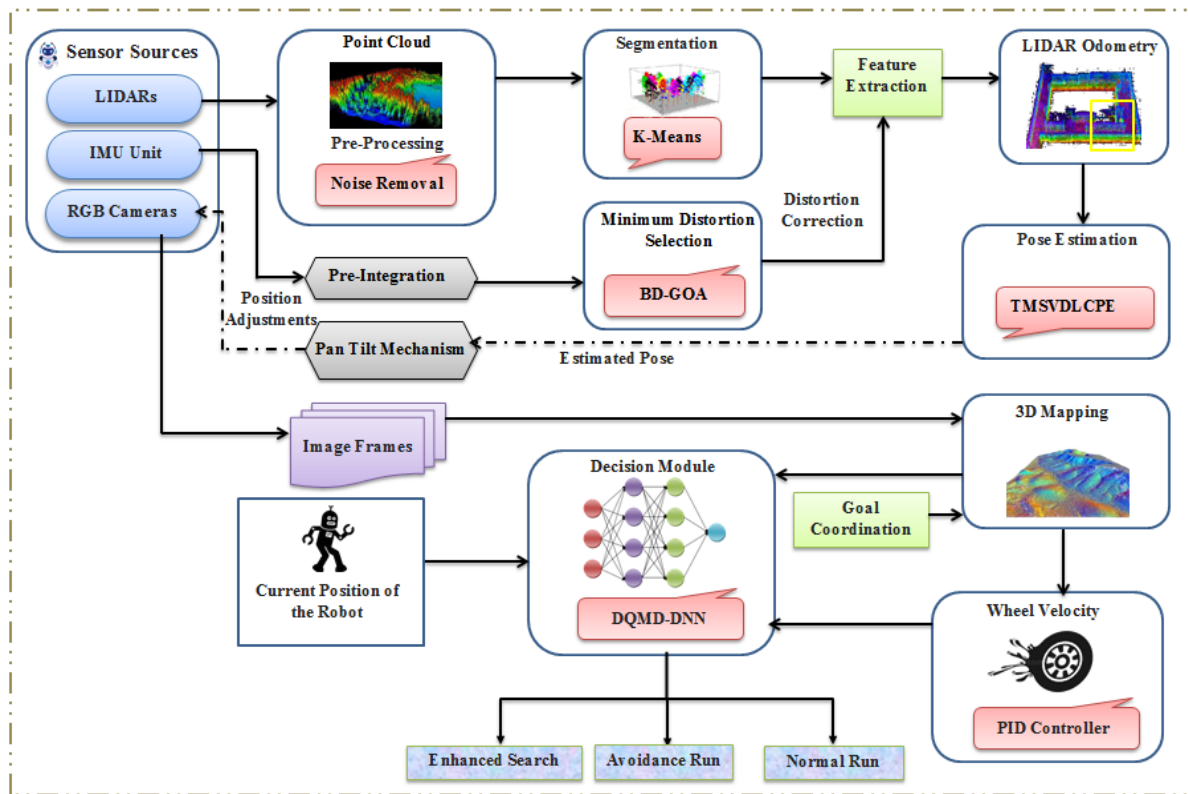 Sensor Sources
LIDARs
IMU Unit
RGB Cameras
Point Cloud
Pre-Processing
Noise Removal
Segmentation
K-Means
Feature
Extraction
LIDAR Odometry
Minimum Distortion
Selection
BD-GOA
Distortion
Correction
Pose Estimation
TMSVDLCPE
Pre-Integration
Position
Adjustments
Pan Tilt Mechanism
Estimated Pose
Image Frames
3D Mapping
Decision Module
DQMD-DNN
Goal
Coordination
Current Position of
the Robot
Wheel Velocity
PID Controller
Enhanced Search
Avoidance Run
Normal Run